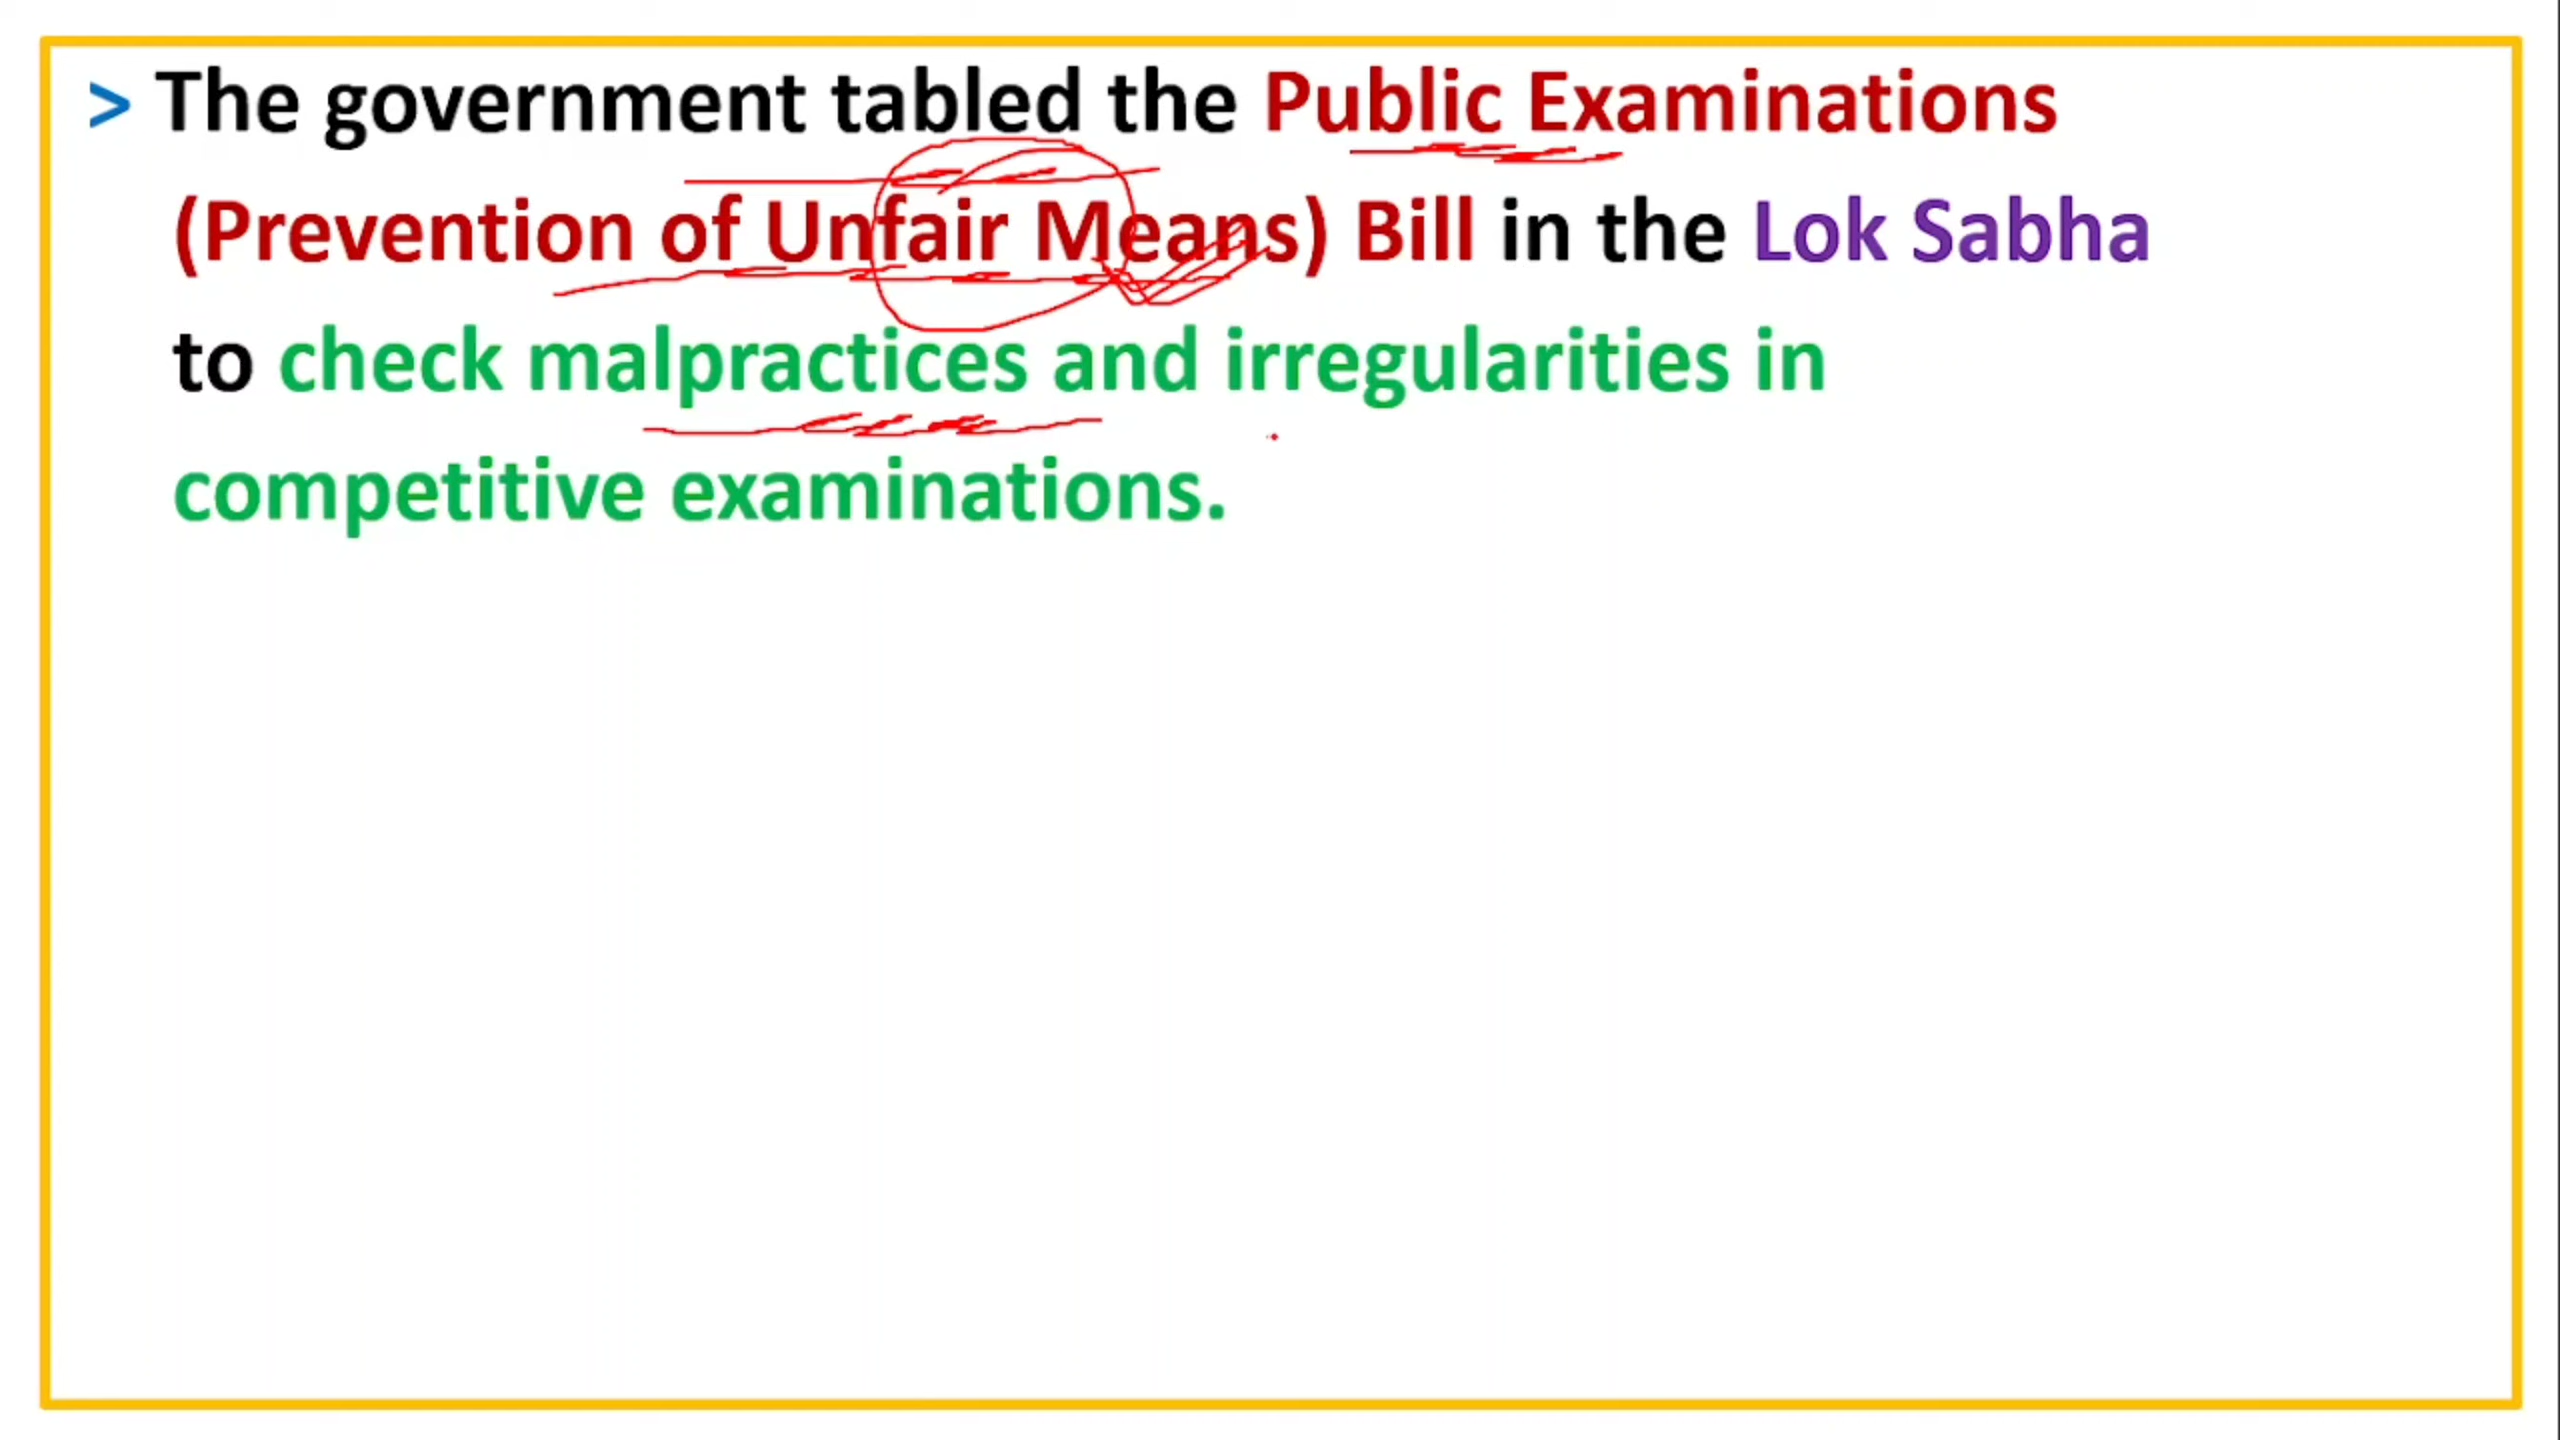 > The government tabled the Public Examinations
(Prevention of Unfair Means) Bill in the Lok Sabha
to check malpractices and irregularities in
competitive examinations.